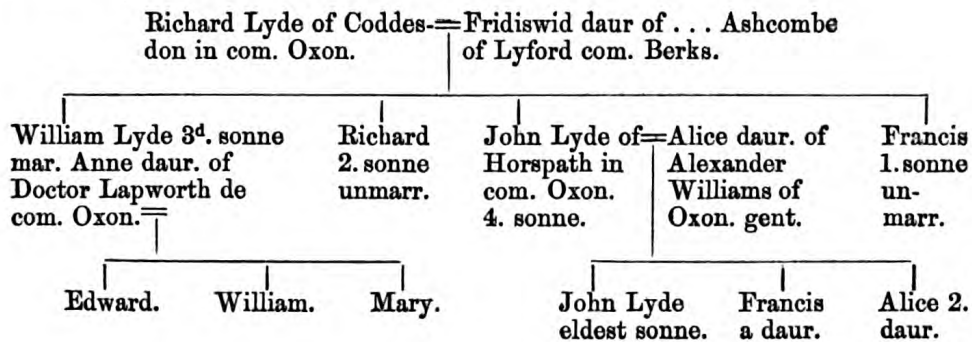 Richard Lyde of Coddes-
don in com. Oxon.
Fridiswid daur of ... Ashcombe
of Lyford com. Berks.
William Lyde 3d. sonne
mar. Anne daur. of
Doctor Lapworth de
com. Oxon.
Richard
2. sonne
unmarr.
John Lyde of
Horspath in
com. Oxon.
4. sonne.
Alice daur. of
Alexander
Williams of
Oxon. gent.
Francis
1. sonne
un-
marr.
Edward.
William.
Mary.
John Lyde
eldest sonne.
Francis
a daur.
Alice 2.
daur.